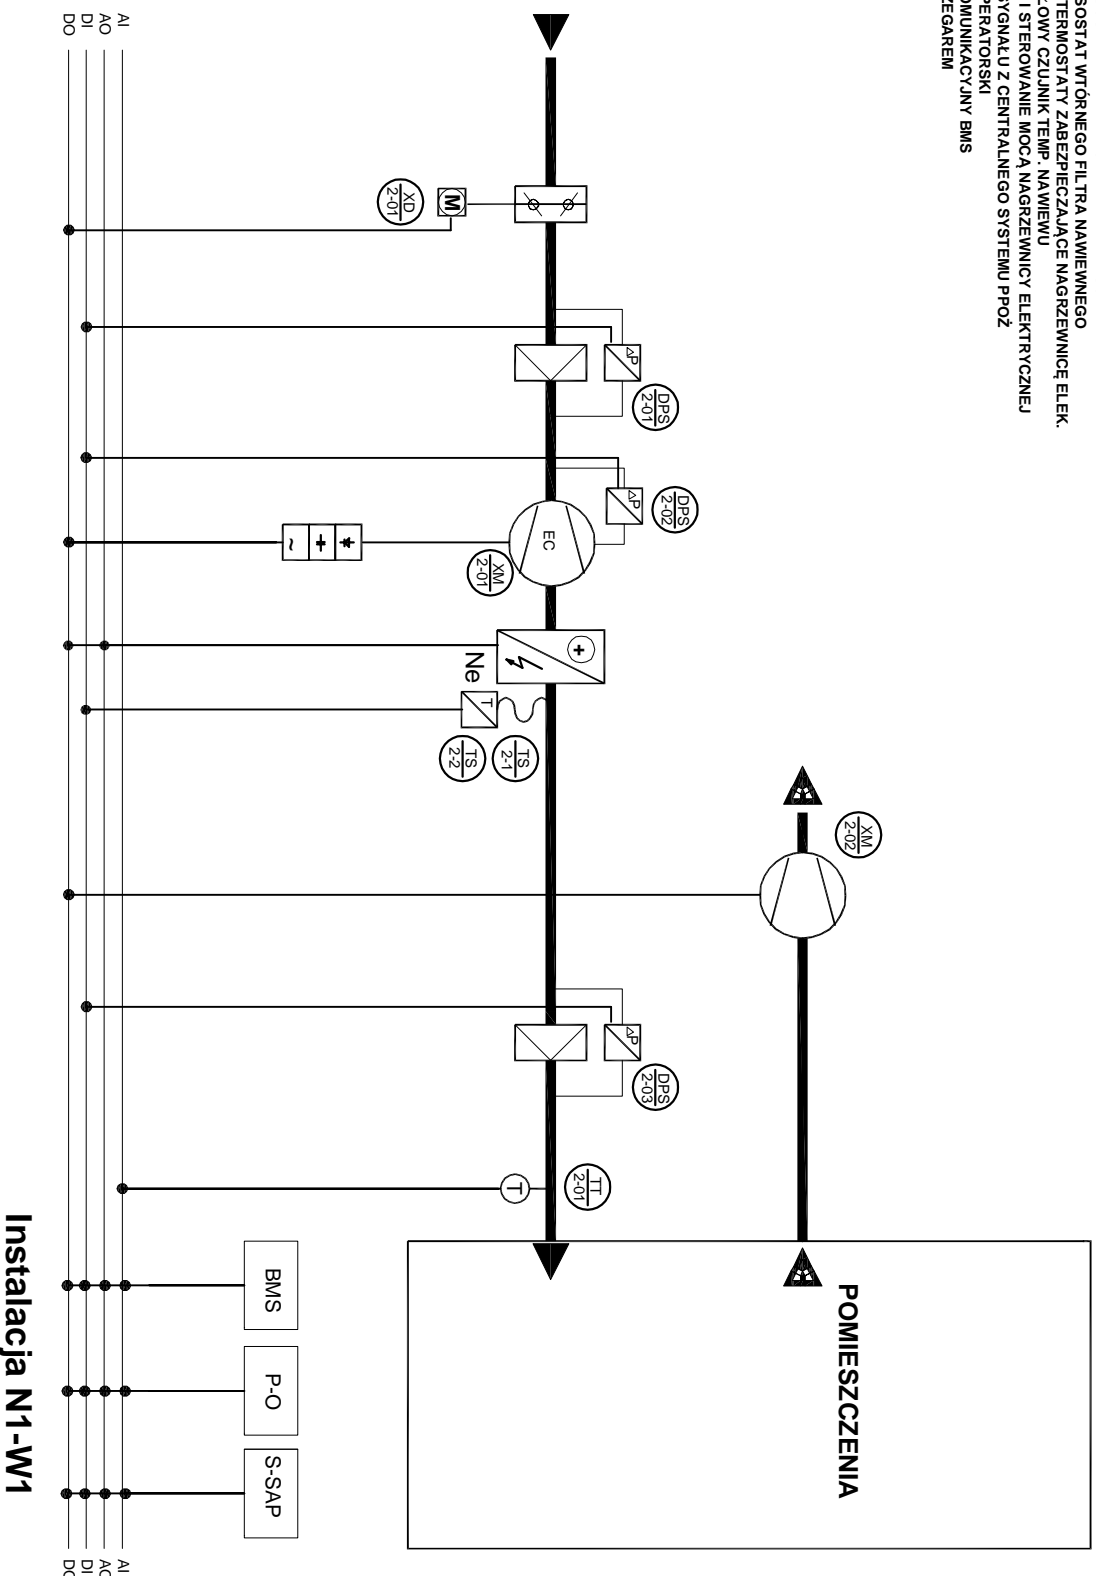 SOSTAT WTÓRNEGO FILTRA NAWIEWNEGO
TERMOSTATY ZABEZPIECZAJĄCE NAGRZEWNICĘ ELEK.
ŁOWY CZUJNIK TEMP. NAWIEWU
I STEROWANIE MOCĄ NAGRZEWNICY ELEKTRYCZNEJ
SYGNAŁU Z CENTRALNEGO SYSTEMU PPOŻ
PERATORSKI
OMUNIKACYJNY BMS
ZEGAREM
XM
2-02
POMIESZCZENIA
DPS
2-01
DPS
2-02
DPS
2-03
ΔP
ΔP
ΔP
TT
2-01
T
EC
XM
2-01
+
Ne
T
TS
2-1
TS
2-2
M
XD
2-01
~
BMS
P-O
S-SAP
AI
AO
DI
DO
AI
AO
DI
DO
Instalacja N1-W1